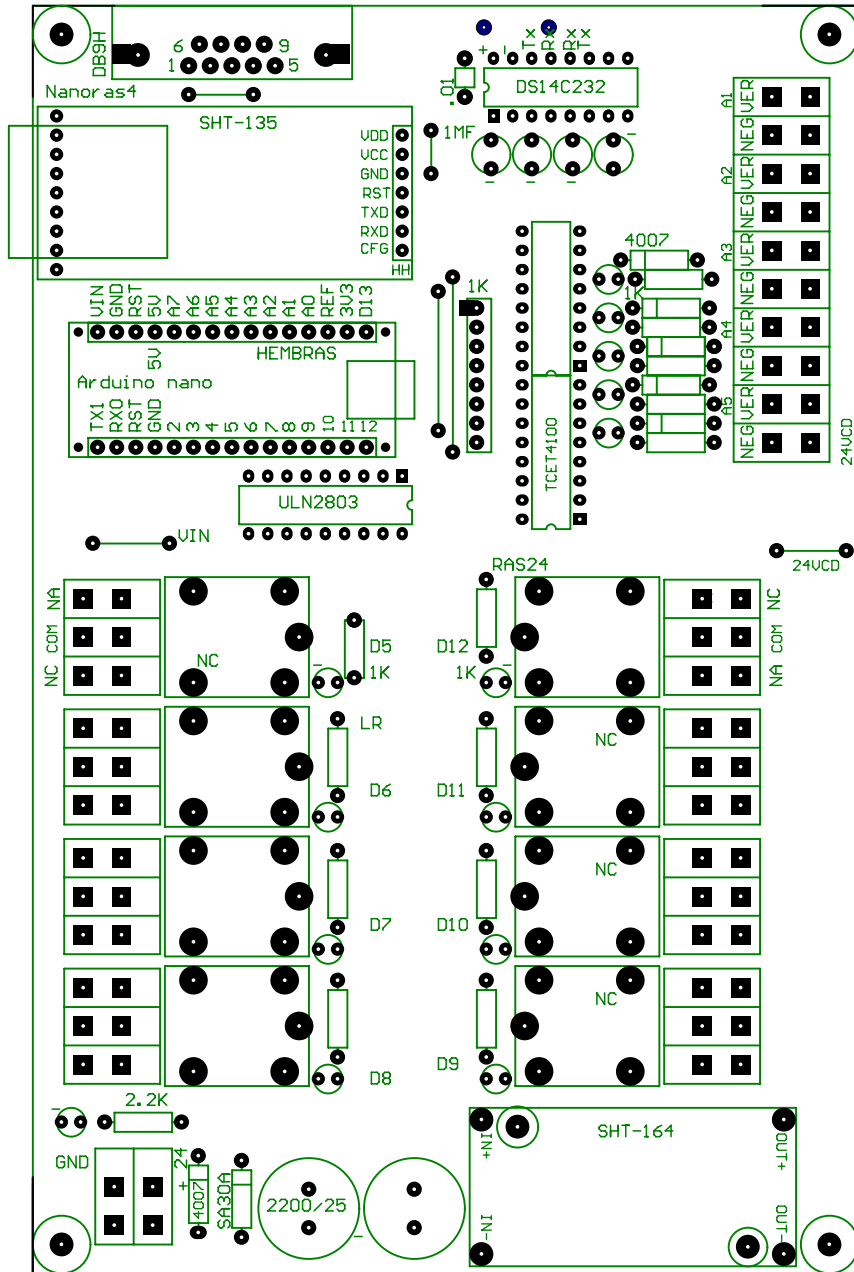 DB9H
6
9
1
5
+
-
Tx
Rx
Rx
Tx
.01
DS14C232
Nanoras4
SHT-135
VDD
VCC
GND
RST
TXD
RXD
CFG
HH
1MF
-
-
-
-
A1
VER
NEG
A2
VER
NEG
A3
VER
NEG
A4
VER
NEG
A5
VER
NEG
24VCD
4007
1K
1K
VIN
GND
RST
5V
A7
A6
A5
A4
A3
A2
A1
A0
REF
3V3
D13
5V
HEMBRAS
Arduino nano
TX1
RX0
RST
GND
2
3
4
5
6
7
8
9
10
11
12
TCET4100
ULN2803
VIN
24VCD
RAS24
NA
COM
NC
NC
D5
-
1K
D12
-
1K
NC
COM
NA
LR
NC
D6
D11
NC
D7
D10
NC
D8
D9
2.2K
-
GND
+ 24
4007
SA30A
2200/25
-
SHT-164
IN+
OUT+
IN-
OUT-